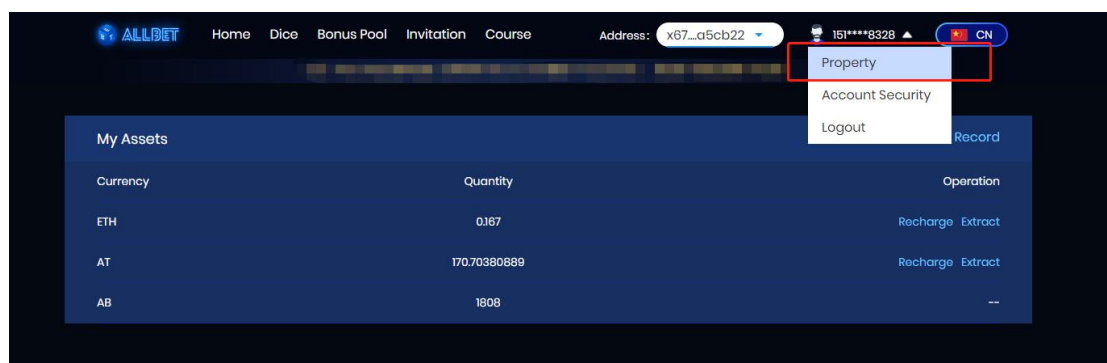 ALLBET Home Dice Bonus Pool Invitation Course Address: x67....a5cb22 151****8328 CN
Property
Account Security
Logout
My Assets Record
Currency Quantity Operation
ETH 0.167 Recharge Extract
AT 170.70380889 Recharge Extract
AB 1808 --